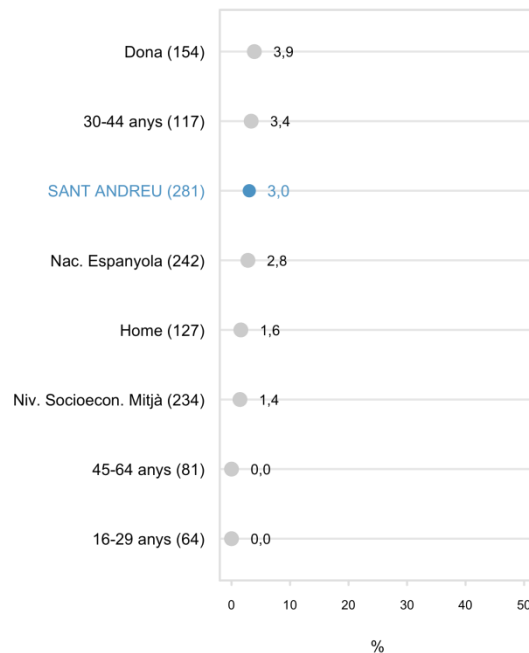 Dona (154) 3,9
30-44 anys (117) 3,4
SANT ANDREU (281) 3,0
Nac. Espanyola (242) 2,8
Home (127) 1,6
Niv. Socioecon. Mitjà (234) 1,4
45-64 anys (81) 0,0
16-29 anys (64) 0,0
0 10 20 30 40 50
%